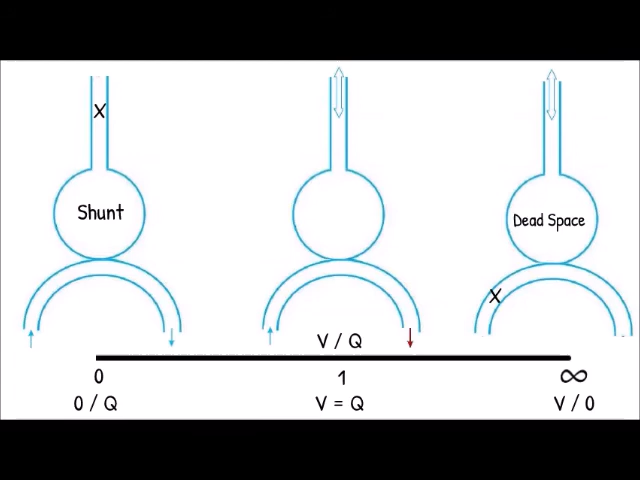 X
Shunt
Dead Space
X
V / Q
0
1
∞
0 / Q
V = Q
V / 0